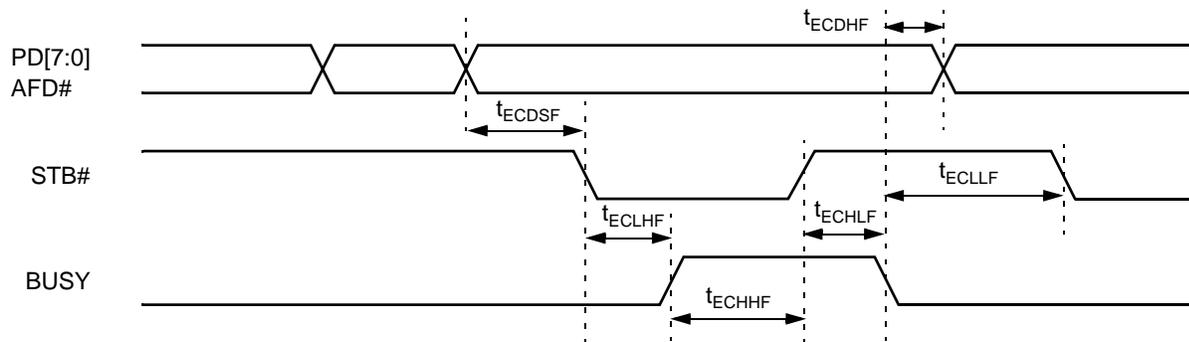 tECDHF
PD[7:0]
AFD#
tECDSF
STB#
tECLLF
tECLHF
tECHLF
BUSY
tECHHF